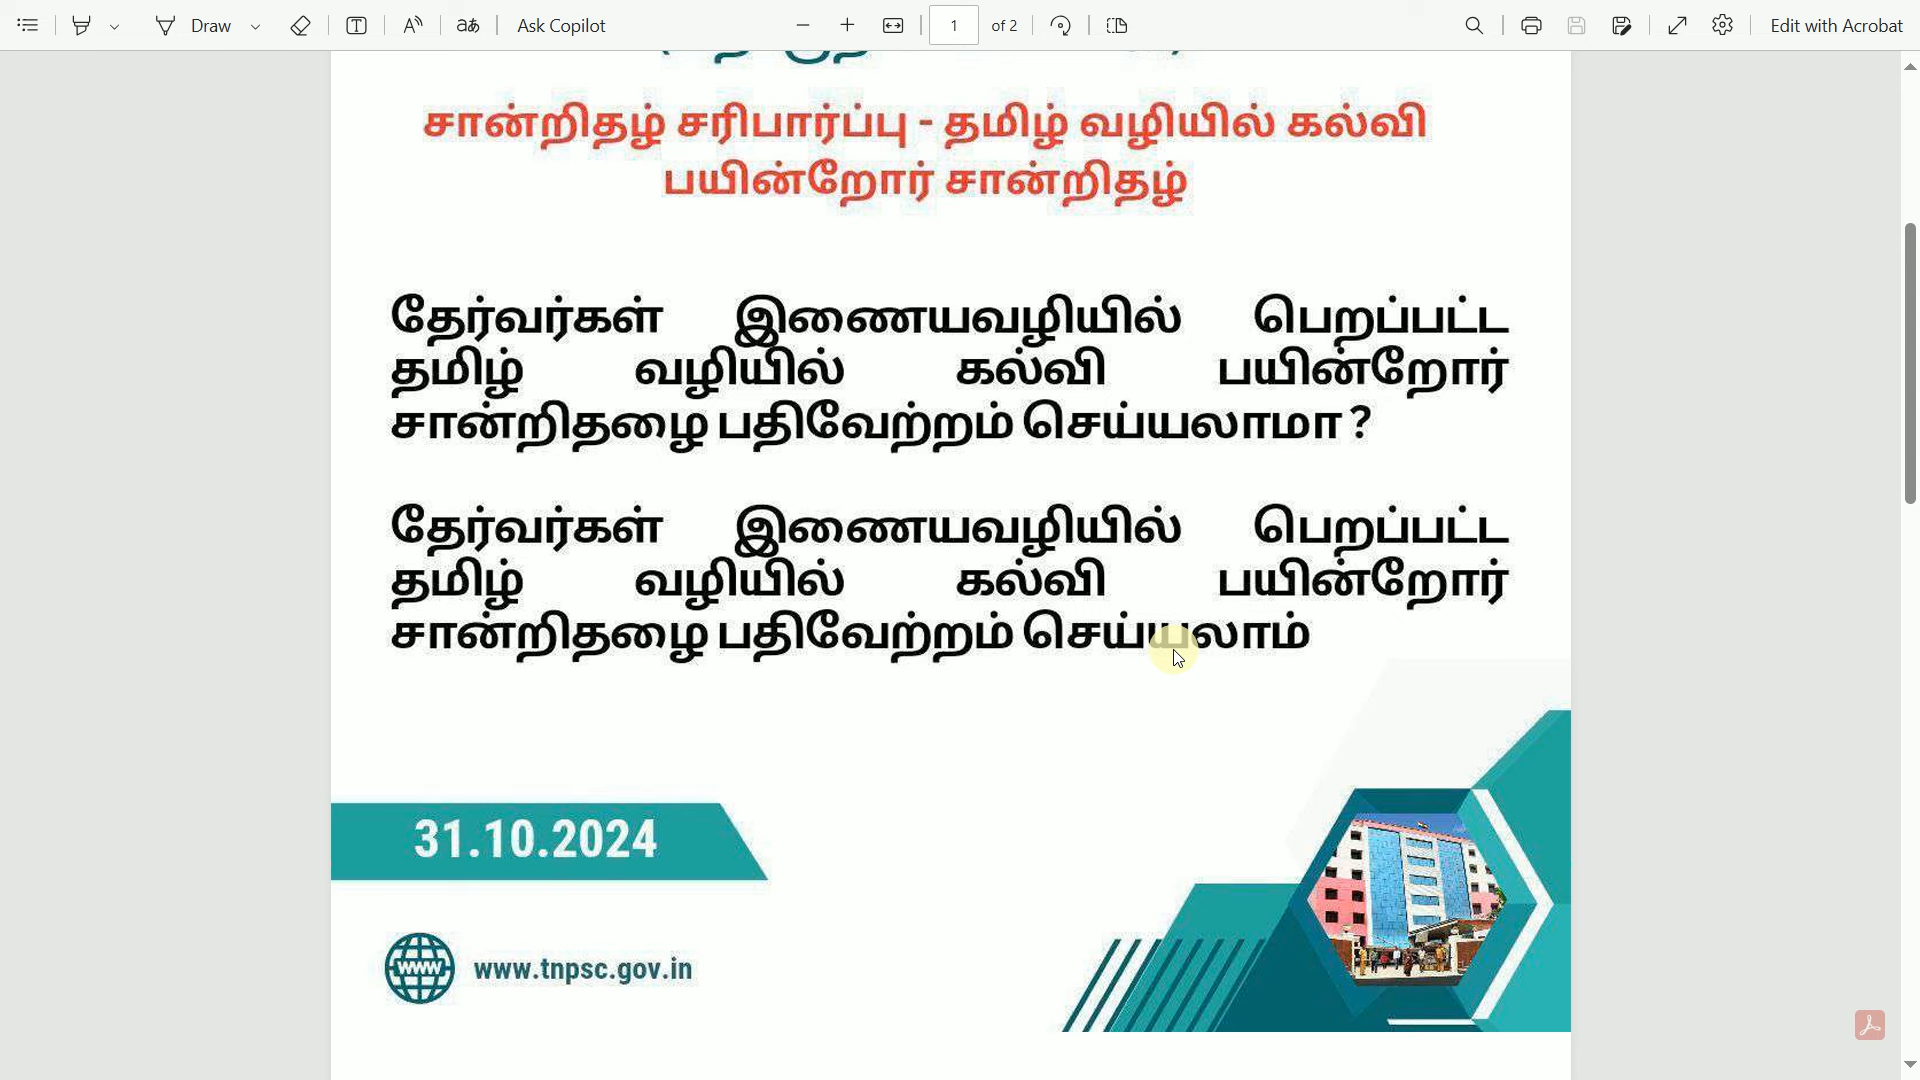 Draw
Ask Copilot
1 of 2
Edit with Acrobat
சான்றிதழ் சரிபார்ப்பு - தமிழ் வழியில் கல்வி
பயின்றோர் சான்றிதழ்
தேர்வர்கள் இணையவழியில் பெறப்பட்ட
தமிழ் வழியில் கல்வி பயின்றோர்
சான்றிதழை பதிவேற்றம் செய்யலாமா ?
தேர்வர்கள் இணையவழியில் பெறப்பட்ட
தமிழ் வழியில் கல்வி பயின்றோர்
சான்றிதழை பதிவேற்றம் செய்யலாம்
31.10.2024
www
www.tnpsc.gov.in